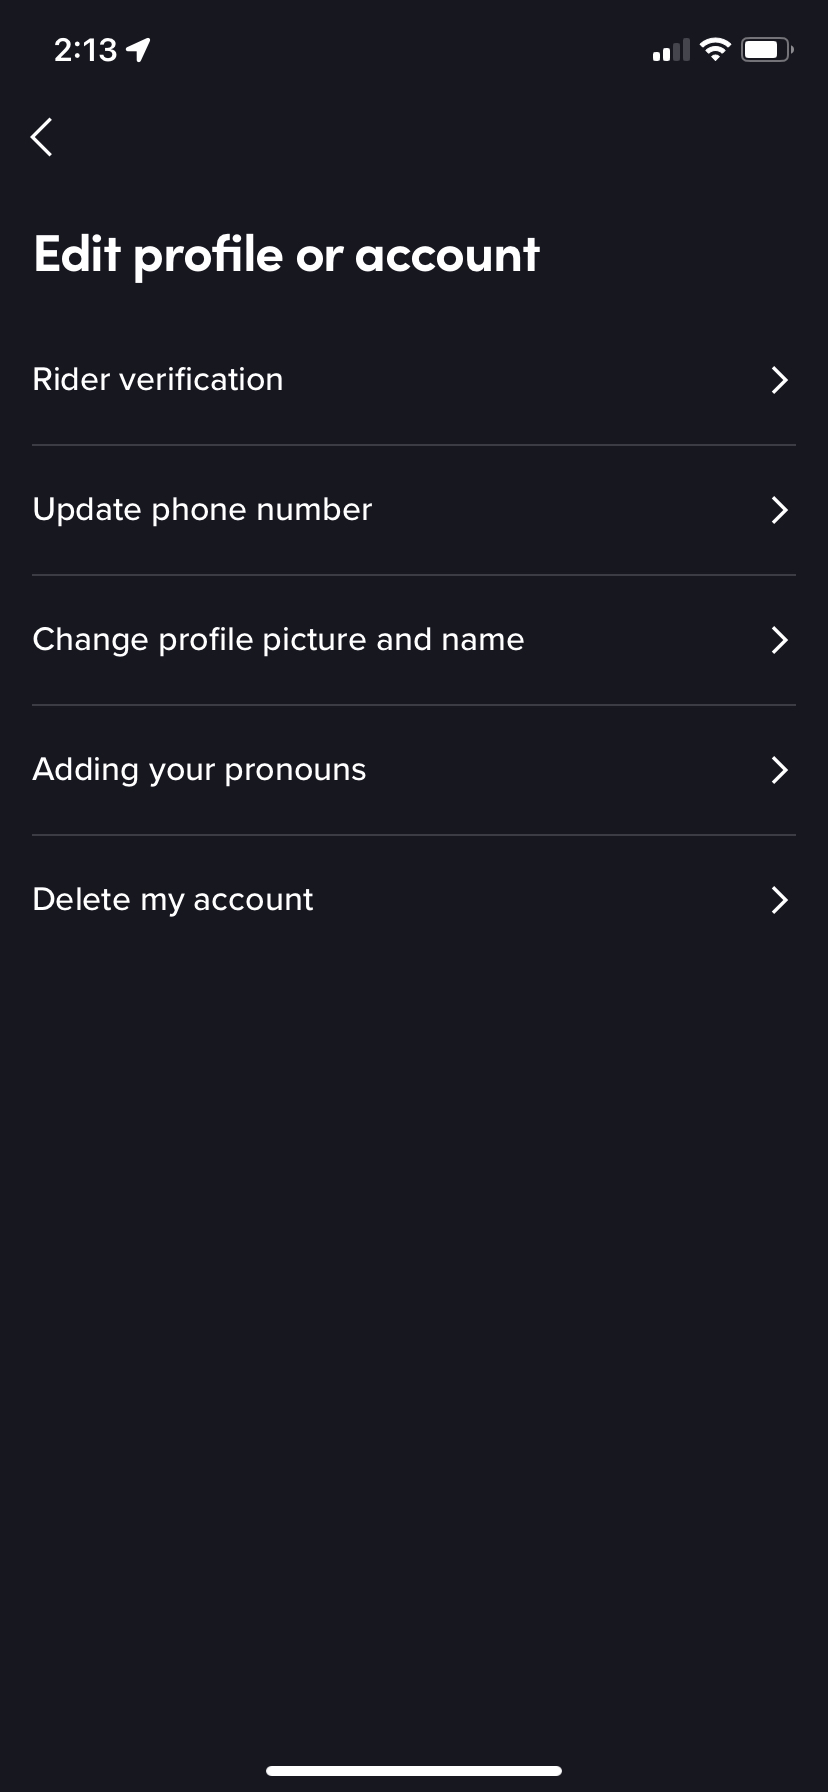 2:13
Edit profile or account
Rider verification
Update phone number
Change profile picture and name
Adding your pronouns
Delete my account